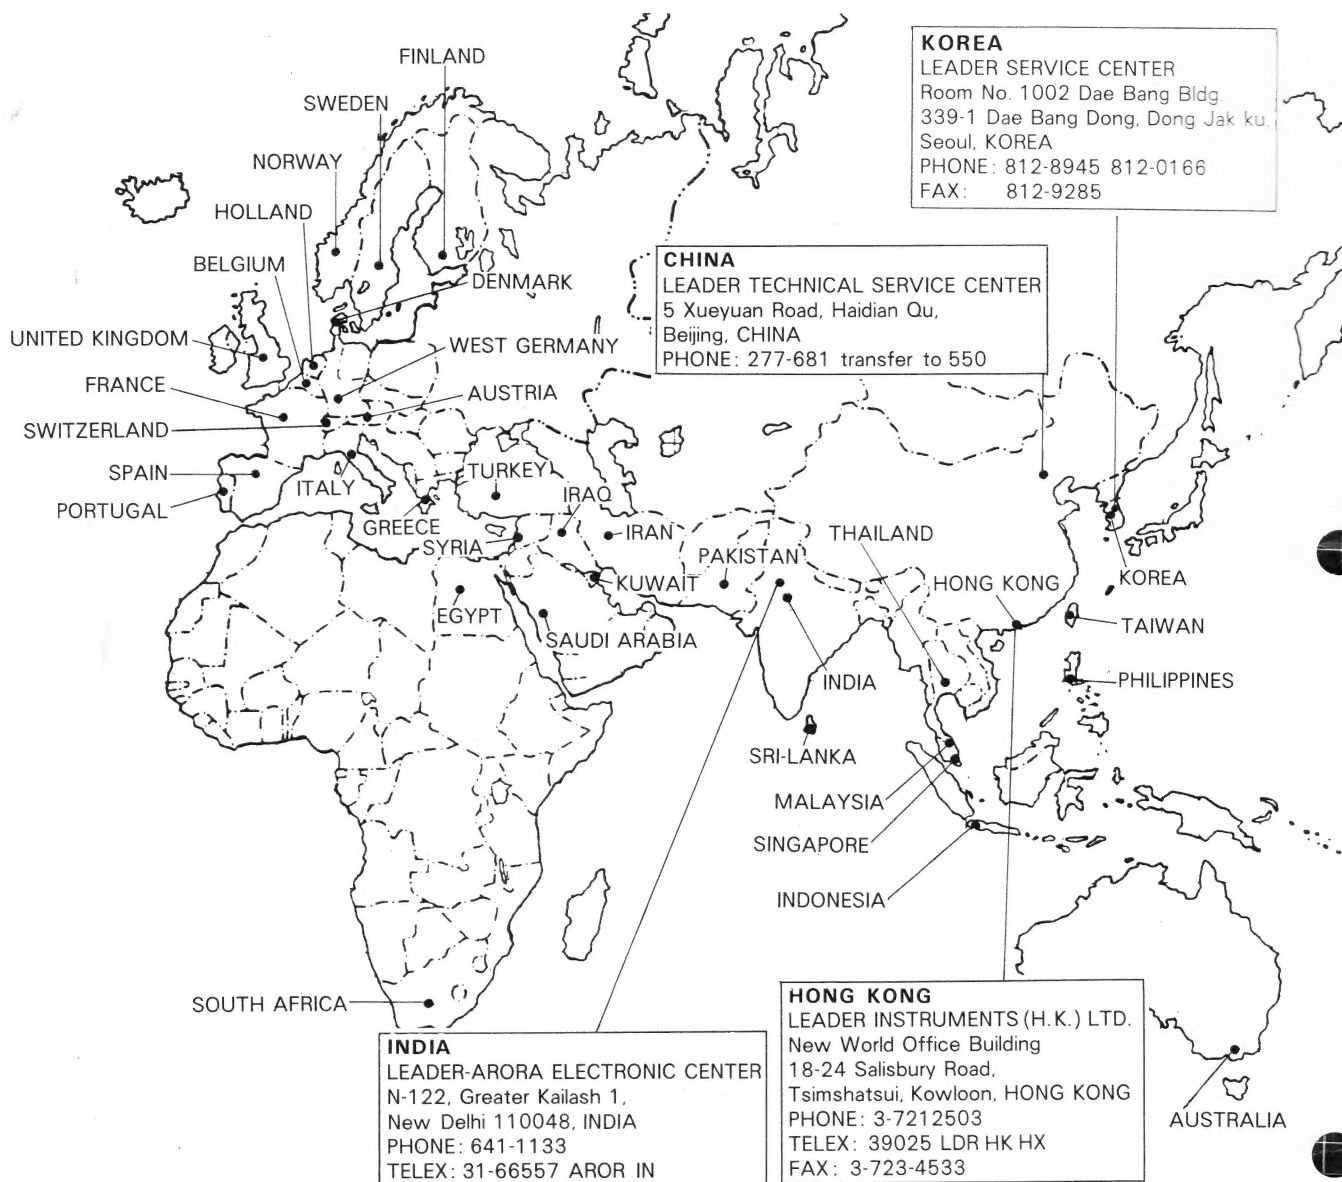 FINLAND
SWEDEN
NORWAY
HOLLAND
BELGIUM
DENMARK
UNITED KINGDOM
WEST GERMANY
FRANCE
AUSTRIA
SWITZERLAND
SPAIN
ITALY
TURKEY
PORTUGAL
GREECE
IRAQ
SYRIA
IRAN
PAKISTAN
THAILAND
KUWAIT
HONG KONG
KOREA
EGYPT
SAUDI ARABIA
TAIWAN
INDIA
PHILIPPINES
SRI-LANKA
MALAYSIA
SINGAPORE
INDONESIA
SOUTH AFRICA
AUSTRALIA
KOREA
LEADER SERVICE CENTER
Room No. 1002 Dae Bang Bldg.
339-1 Dae Bang Dong, Dong Jak ku,
Seoul, KOREA
PHONE: 812-8945 812-0166
FAX: 812-9285
CHINA
LEADER TECHNICAL SERVICE CENTER
5 Xueyuan Road, Haidian Qu,
Beijing, CHINA
PHONE: 277-681 transfer to 550
INDIA
LEADER-ARORA ELECTRONIC CENTER
N-122, Greater Kailash 1,
New Delhi 110048, INDIA
PHONE: 641-1133
TELEX: 31-66557 AROR IN
HONG KONG
LEADER INSTRUMENTS (H.K.) LTD.
New World Office Building
18-24 Salisbury Road,
Tsimshatsui, Kowloon, HONG KONG
PHONE: 3-7212503
TELEX: 39025 LDR HK HX
FAX: 3-723-4533